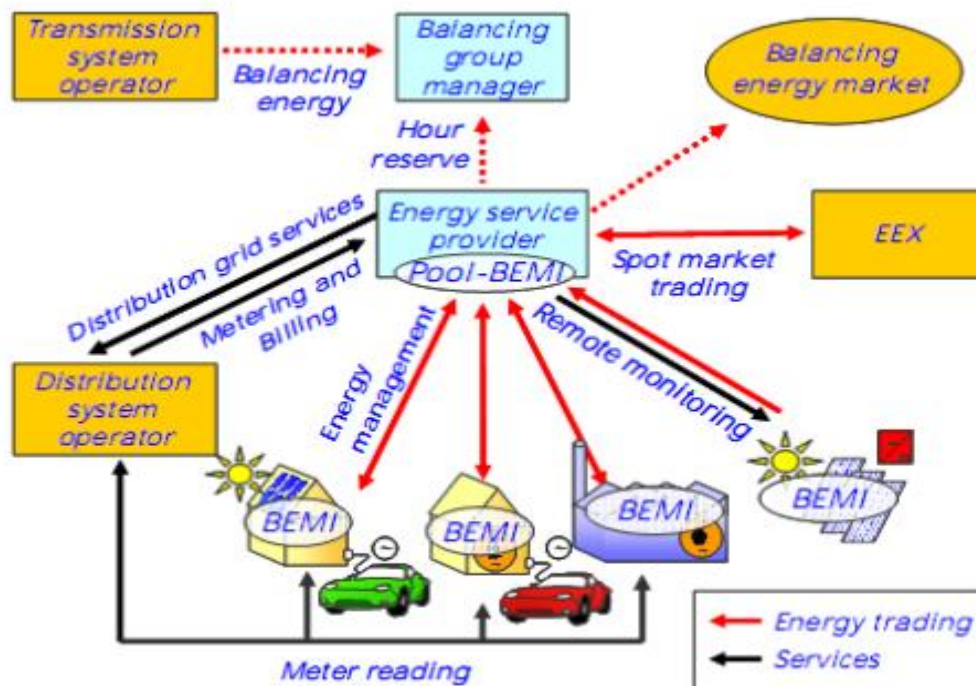 Transmission
system
operator
Balancing
energy
Balancing
group
manager
Balancing
energy market
Hour
reserve
Energy service
provider
Pool-BEMI
EEX
Spot market
trading
Distribution grid services
Metering and
Billing
Distribution
system
operator
Energy
management
Remote monitoring
BEMI
BEMI
BEMI
BEMI
Meter reading
Energy trading
Services